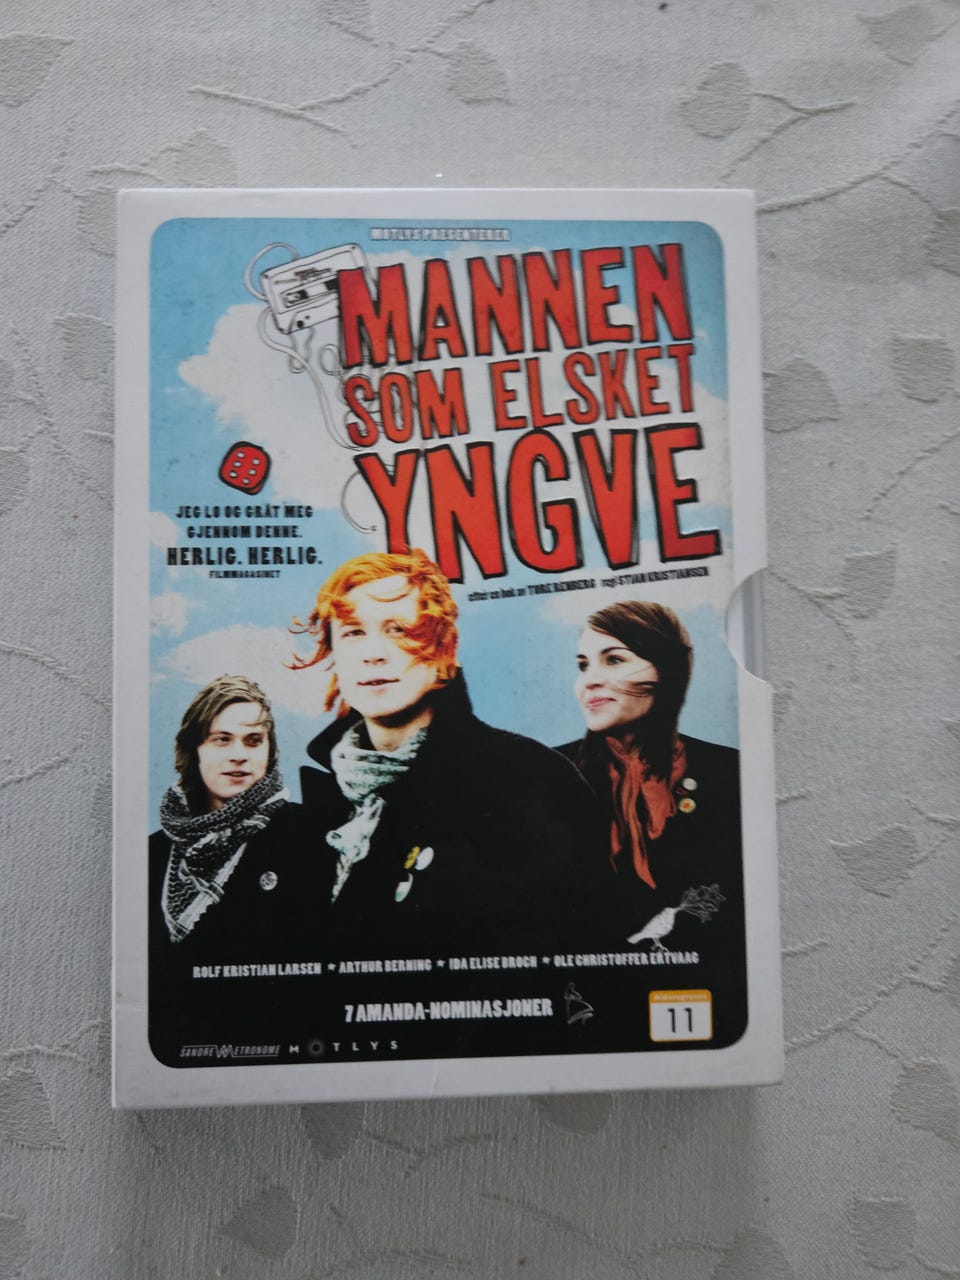 MOTLYS PRESENTERER
MANNEN
SOM ELSKET
YNGVE
efter en bok av TORE RENBERG regi STIAN KRISTIANSEN
JEG LO OG GRÅT MEG
GJENNOM DENNE.
HERLIG. HERLIG.
FILMMAGASINET
ROLF KRISTIAN LARSEN ★ ARTHUR BERNING ★ IDA ELISE BROCH ★ OLE CHRISTOFFER ERTVAAG
7 AMANDA-NOMINASJONER
Aldersgrense
11
SANDREW METRONOME MOTLYS